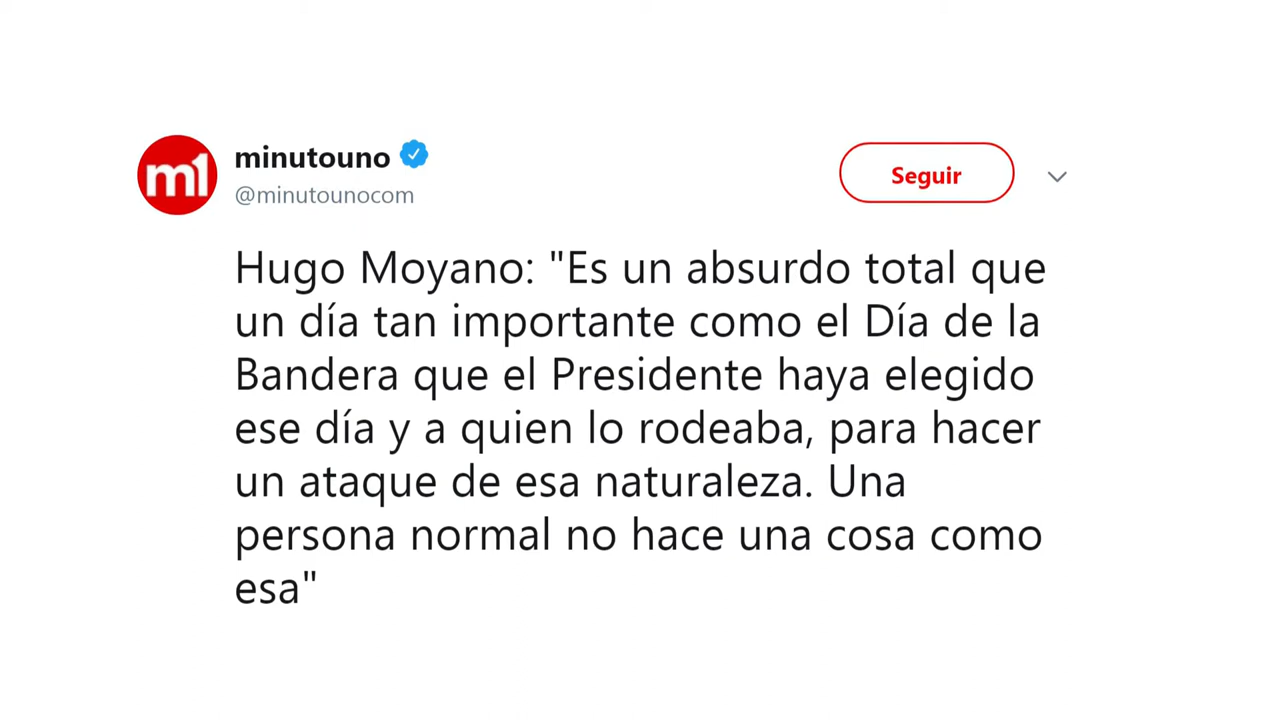 m1
minutouno
@minutounocom
Seguir
Hugo Moyano: "Es un absurdo total que
un día tan importante como el Día de la
Bandera que el Presidente haya elegido
ese día y a quien lo rodeaba, para hacer
un ataque de esa naturaleza. Una
persona normal no hace una cosa como
esa"